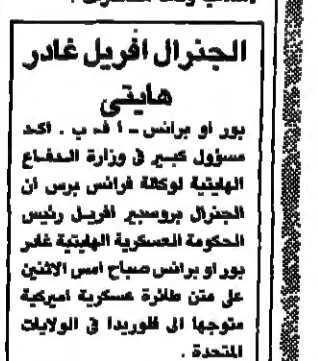 الجنرال افريل غادر
هايتي
بور او برانس - ا ف ب . اكد
مسؤول كبير في وزارة الدفاع
الهايتية لوكالة فرانس برس ان
الجنرال بروسبير افريل رئيس
الحكومة العسكرية الهايتية غادر
بور او برانس صباح امس الاثنين
على متن طائرة عسكرية اميركية
متوجها الى فلوريدا في الولايات
المتحدة .